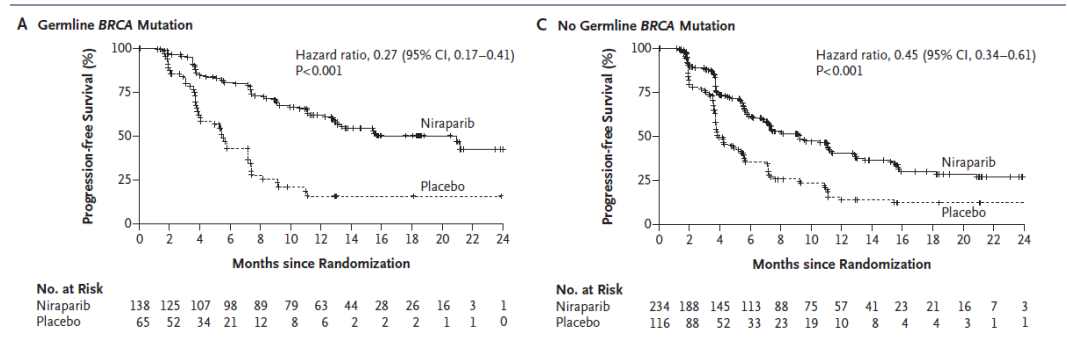 A Germline BRCA Mutation
Progression-free Survival (%)
100
75
50
25
0
Hazard ratio, 0.27 (95% CI, 0.17–0.41)
P<0.001
Niraparib
Placebo
0 2 4 6 8 10 12 14 16 18 20 22 24
Months since Randomization
No. at Risk
Niraparib 138 125 107 98 89 79 63 44 28 26 16 3 1
Placebo 65 52 34 21 12 8 6 2 2 2 1 1 0
C No Germline BRCA Mutation
Progression-free Survival (%)
100
75
50
25
0
Hazard ratio, 0.45 (95% CI, 0.34–0.61)
P<0.001
Niraparib
Placebo
0 2 4 6 8 10 12 14 16 18 20 22 24
Months since Randomization
No. at Risk
Niraparib 234 188 145 113 88 75 57 41 23 21 16 7 3
Placebo 116 88 52 33 23 19 10 8 4 4 3 1 1